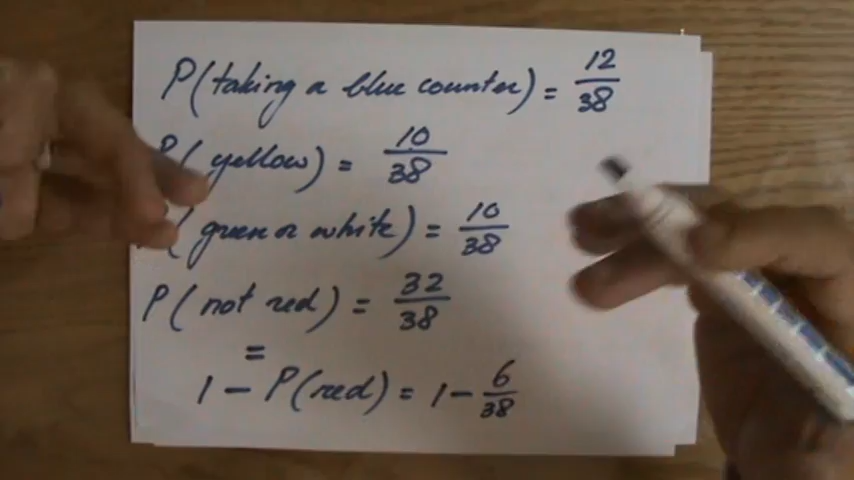 P(taking a blue counter) = 12/38
P(yellow) = 10/38
(green or white) = 10/38
P(not red) = 32/38
=
1 - P(red) = 1 - 6/38